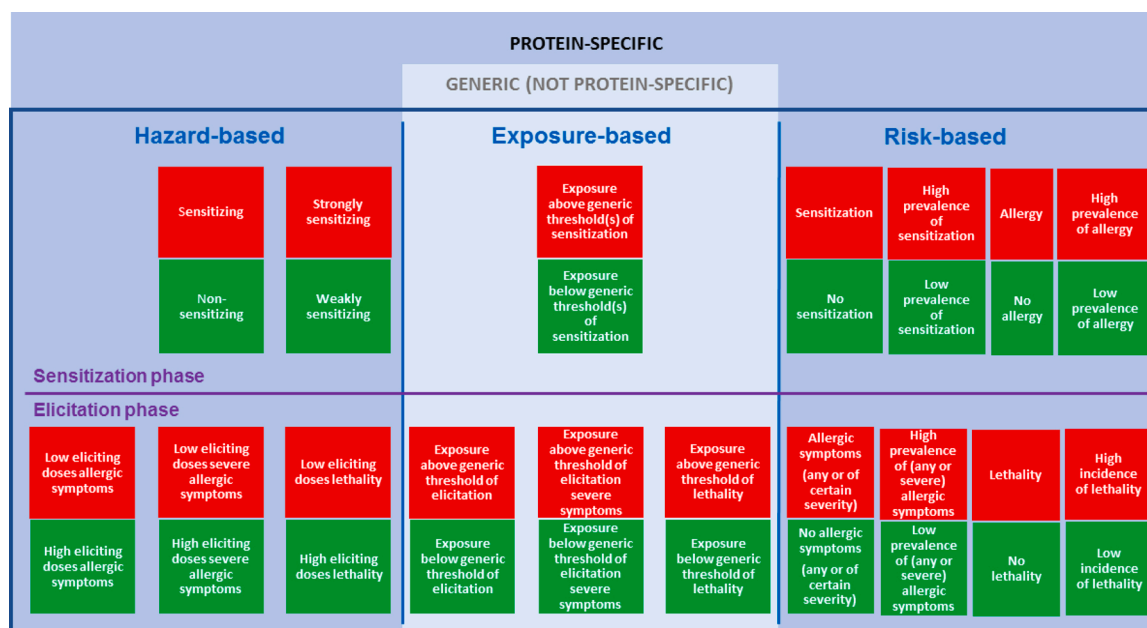 PROTEIN-SPECIFIC
GENERIC (NOT PROTEIN-SPECIFIC)
Hazard-based
Exposure-based
Risk-based
Sensitizing
Strongly
sensitizing
Exposure
above generic
threshold(s) of
sensitization
Sensitization
High
prevalence
of
sensitization
Allergy
High
prevalence
of allergy
Non-
sensitizing
Weakly
sensitizing
Exposure
below generic
threshold(s)
of
sensitization
No
sensitization
Low
prevalence
of
sensitization
No
allergy
Low
prevalence
of allergy
Sensitization phase
Elicitation phase
Low eliciting
doses allergic
symptoms
Low eliciting
doses severe
allergic
symptoms
Low eliciting
doses lethality
Exposure
above generic
threshold of
elicitation
Exposure
above generic
threshold of
elicitation
severe
symptoms
Exposure
above generic
threshold of
lethality
Allergic
symptoms
(any or of
certain
severity)
High
prevalence
of (any or
severe)
allergic
symptoms
Lethality
High
incidence
of lethality
High eliciting
doses allergic
symptoms
High eliciting
doses severe
allergic
symptoms
High eliciting
doses lethality
Exposure
below generic
threshold of
elicitation
Exposure
below generic
threshold of
elicitation
severe
symptoms
Exposure
below generic
threshold of
lethality
No allergic
symptoms
(any or of
certain
severity)
Low
prevalence
of (any or
severe)
allergic
symptoms
No
lethality
Low
incidence
of lethality